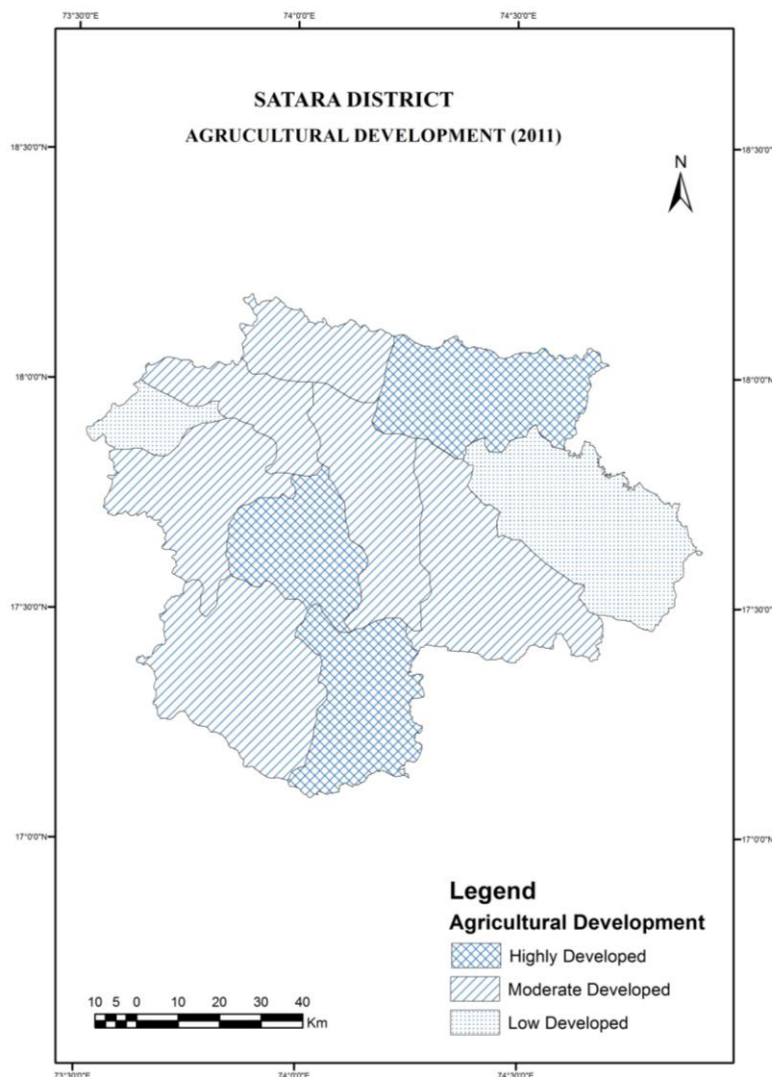 73°30'0"E 74°0'0"E 74°30'0"E
SATARA DISTRICT
AGRUCULTURAL DEVELOPMENT (2011)
18°30'0"N 18°30'0"N
N
18°0'0"N 18°0'0"N
17°30'0"N 17°30'0"N
17°0'0"N 17°0'0"N
Legend
Agricultural Development
Highly Developed
Moderate Developed
Low Developed
10 5 0 10 20 30 40
Km
73°30'0"E 74°0'0"E 74°30'0"E